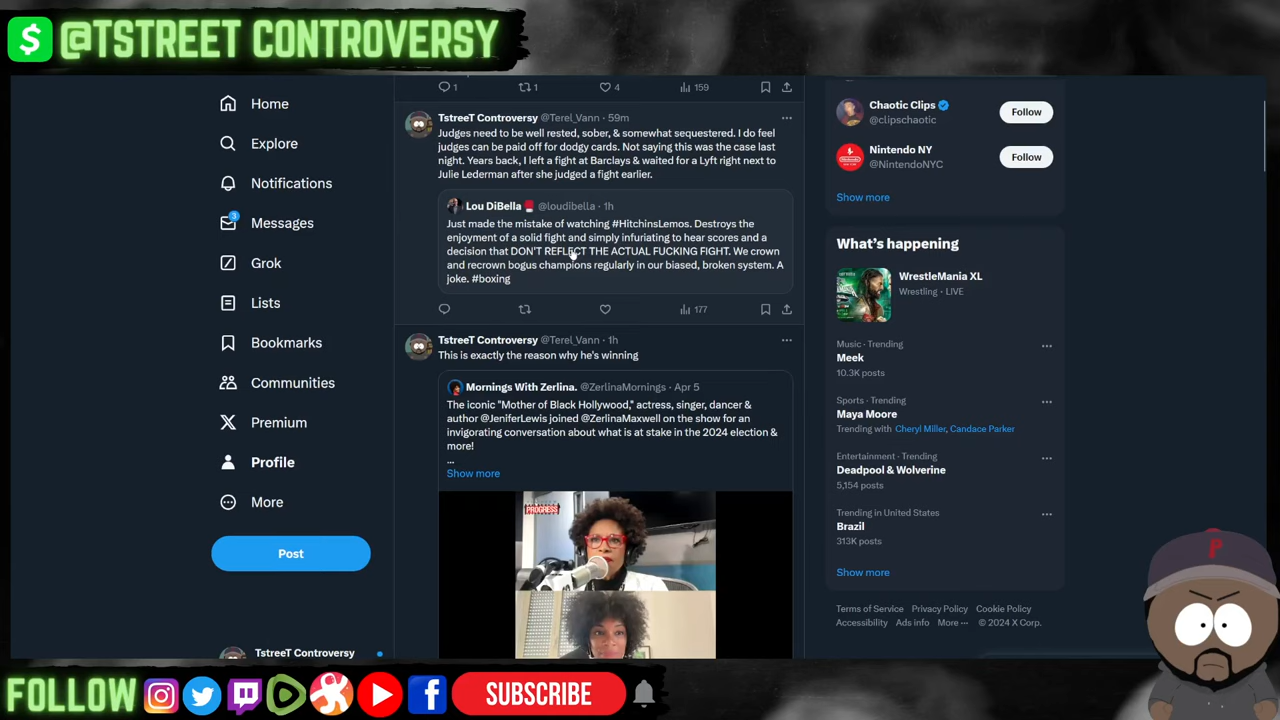 $ @TSTREET CONTROVERSY
Home
Explore
Notifications
3
Messages
Grok
Lists
Bookmarks
Communities
X Premium
Profile
More
Post
TstreeT Controversy
1 1 4 159
TstreeT Controversy @Terel_Vann · 59m
Judges need to be well rested, sober, & somewhat sequestered. I do feel
judges can be paid off for dodgy cards. Not saying this was the case last
night. Years back, I left a fight at Barclays & waited for a Lyft right next to
Julie Lederman after she judged a fight earlier.
Lou DiBella @loudibella · 1h
Just made the mistake of watching #HitchinsLemos. Destroys the
enjoyment of a solid fight and simply infuriating to hear scores and a
decision that DON'T REFLECT THE ACTUAL FUCKING FIGHT. We crown
and recrown bogus champions regularly in our biased, broken system. A
joke. #boxing
177
TstreeT Controversy @Terel_Vann · 1h
This is exactly the reason why he's winning
Mornings With Zerlina. @ZerlinaMornings · Apr 5
The iconic "Mother of Black Hollywood," actress, singer, dancer &
author @JeniferLewis joined @ZerlinaMaxwell on the show for an
invigorating conversation about what is at stake in the 2024 election &
more!
...
Show more
PROGRESS
Chaotic Clips
@clipschaotic
Follow
Nintendo NY
@NintendoNYC
Follow
Show more
What's happening
WrestleMania XL
Wrestling · LIVE
Music · Trending
Meek
10.3K posts
Sports · Trending
Maya Moore
Trending with Cheryl Miller, Candace Parker
Entertainment · Trending
Deadpool & Wolverine
5,154 posts
Trending in United States
Brazil
313K posts
Show more
Terms of Service Privacy Policy Cookie Policy
Accessibility Ads info More ··· © 2024 X Corp.
P
FOLLOW
SUBSCRIBE